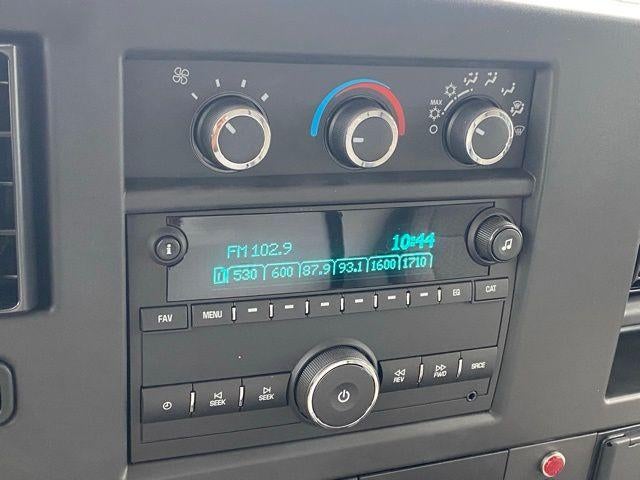 MAX
i
FM 102.9 10:44
1 530 600 87.9 93.1 1600 1710
FAV MENU EQ CAT
SEEK SEEK REV FWD SRCE